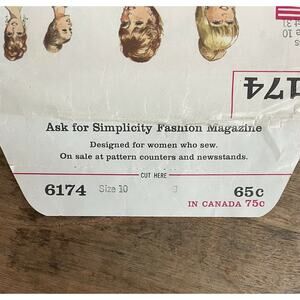 Ask for Simplicity Fashion Magazine
Designed for women who sew.
On sale at pattern counters and newsstands.
CUT HERE
6174 Size 10 65c
IN CANADA 75c
174